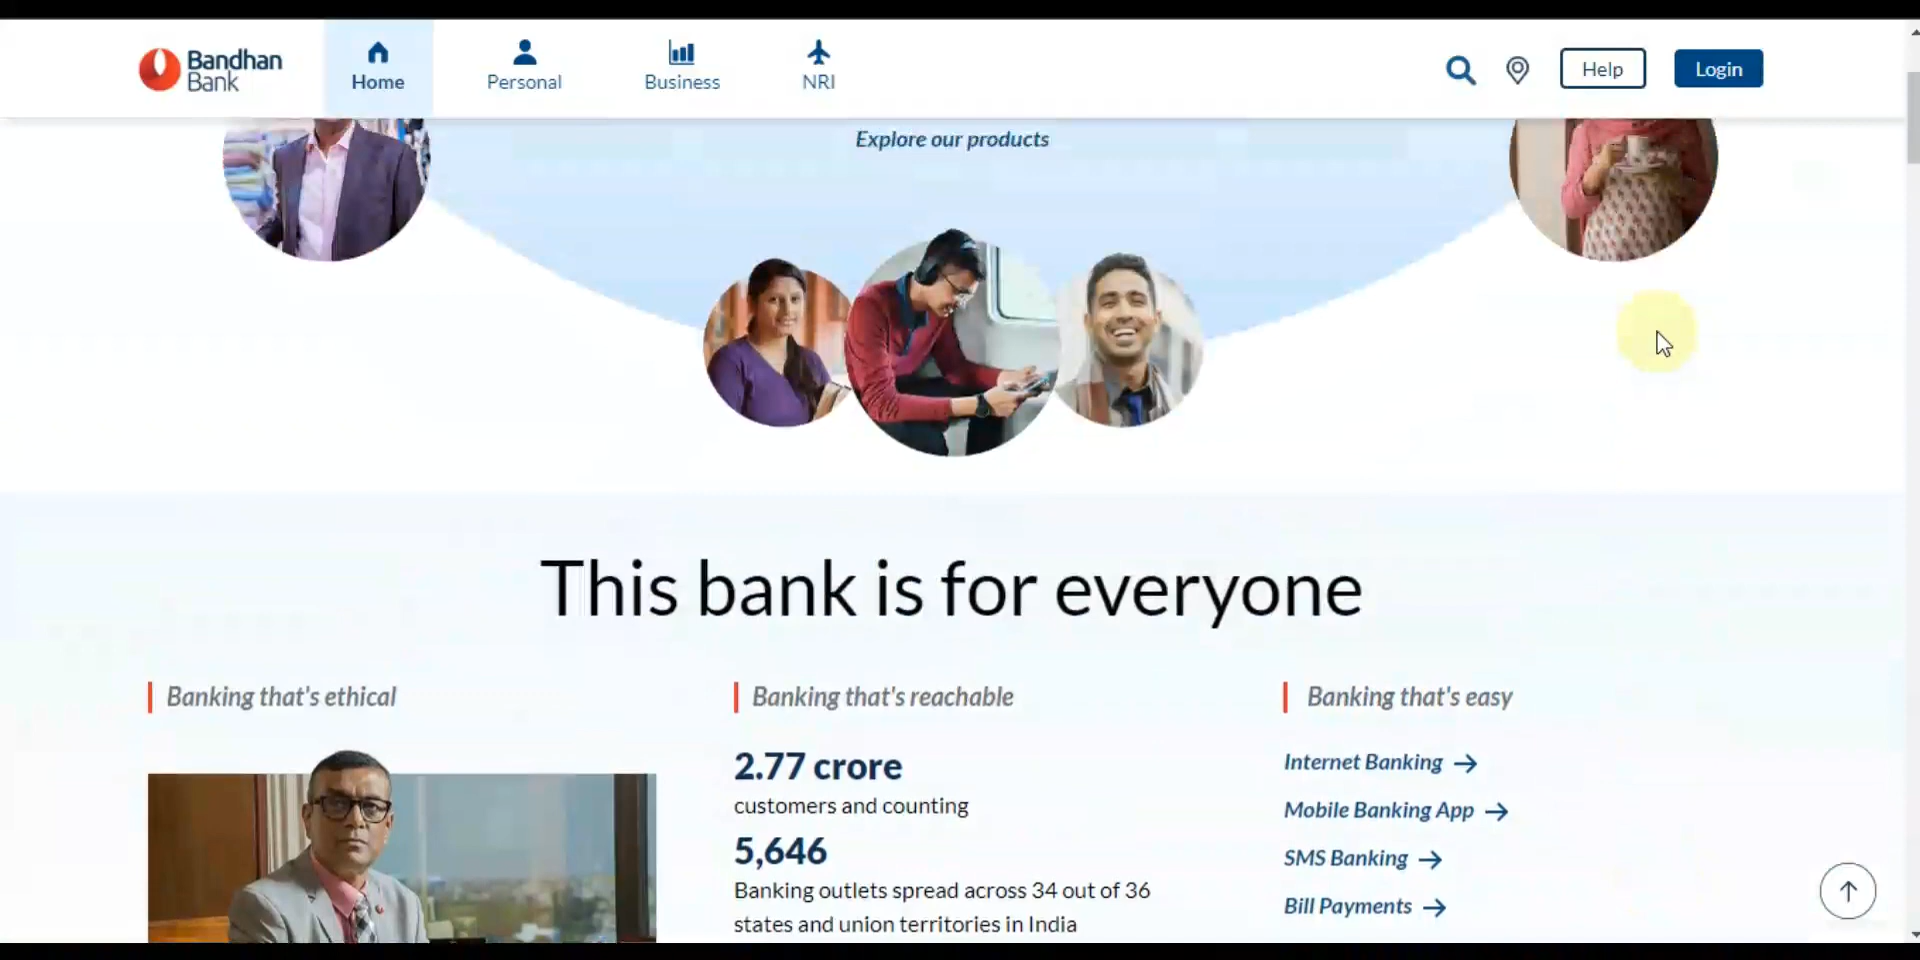 Bandhan
Bank
Home
Personal
Business
NRI
Help
Login
Explore our products
This bank is for everyone
Banking that's ethical
Banking that's reachable
2.77 crore
customers and counting
5,646
Banking outlets spread across 34 out of 36
states and union territories in India
Banking that's easy
Internet Banking →
Mobile Banking App →
SMS Banking →
Bill Payments →